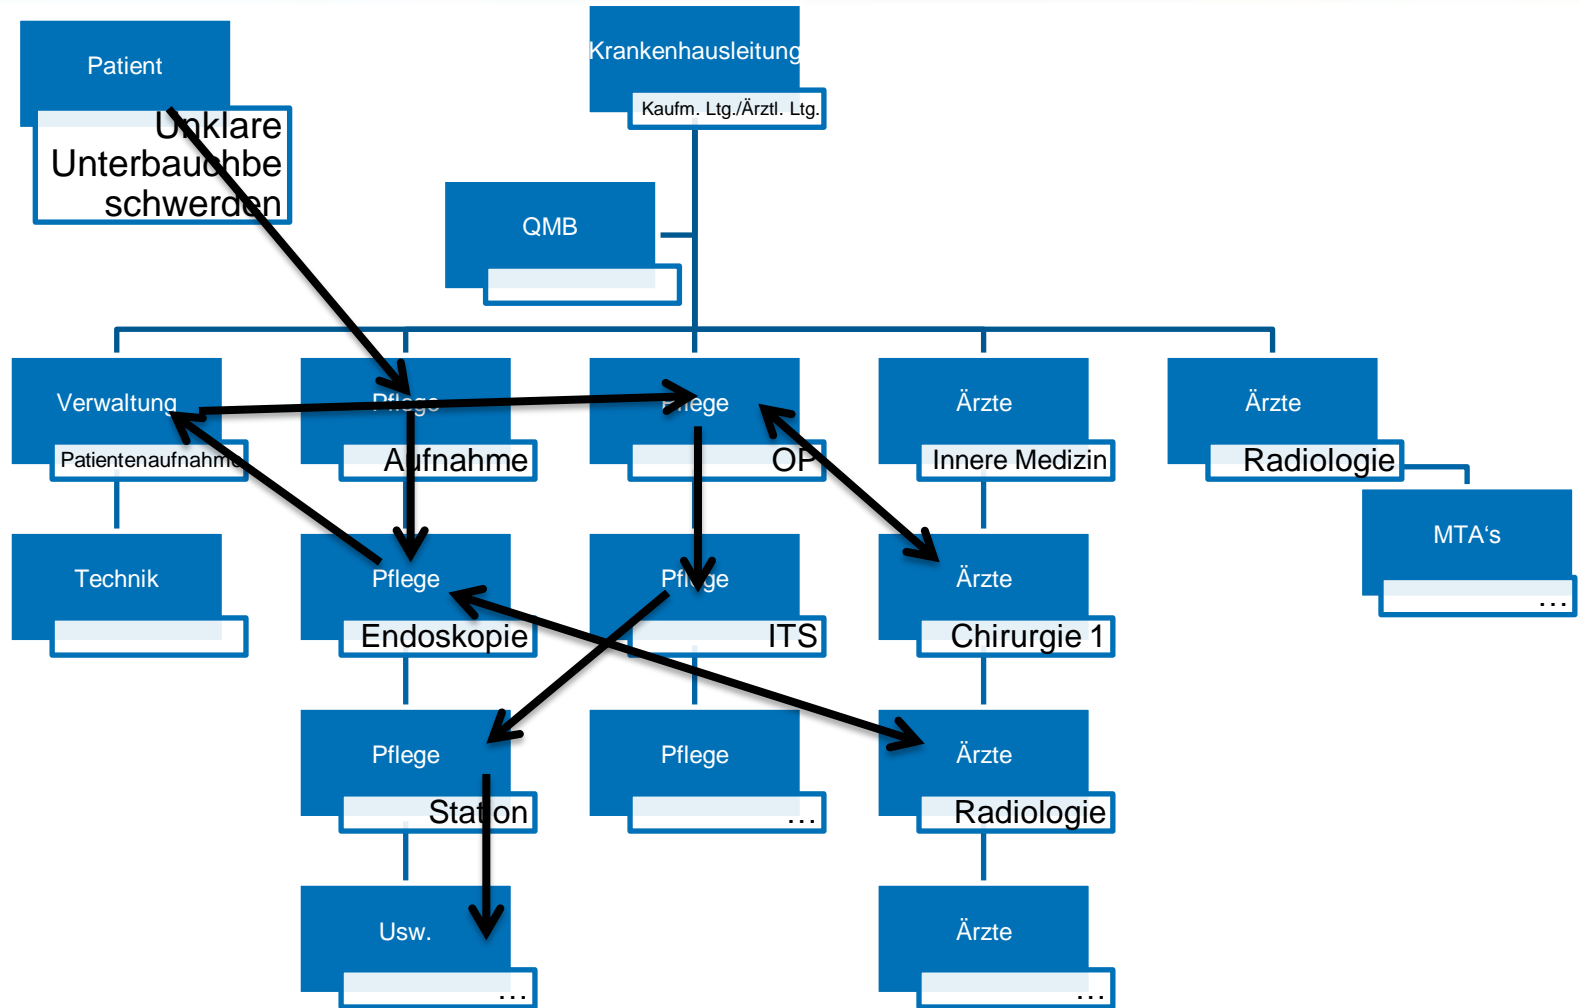 Patient
Unklare
Unterbauchbe
schwerden
Krankenhausleitung
Kaufm. Ltg./Ärztl. Ltg.
QMB
Verwaltung
Patientenaufnahme
Pflege
Aufnahme
Pflege
OP
Ärzte
Innere Medizin
Ärzte
Radiologie
MTA‘s
…
Technik
Pflege
Endoskopie
Pflege
ITS
Ärzte
Chirurgie 1
Pflege
Station
Pflege
…
Ärzte
Radiologie
Usw.
…
Ärzte
…